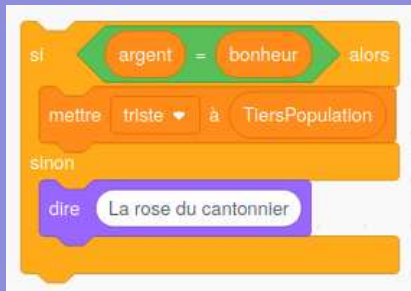 si argent = bonheur alors
mettre triste à TiersPopulation
sinon
dire La rose du cantonnier